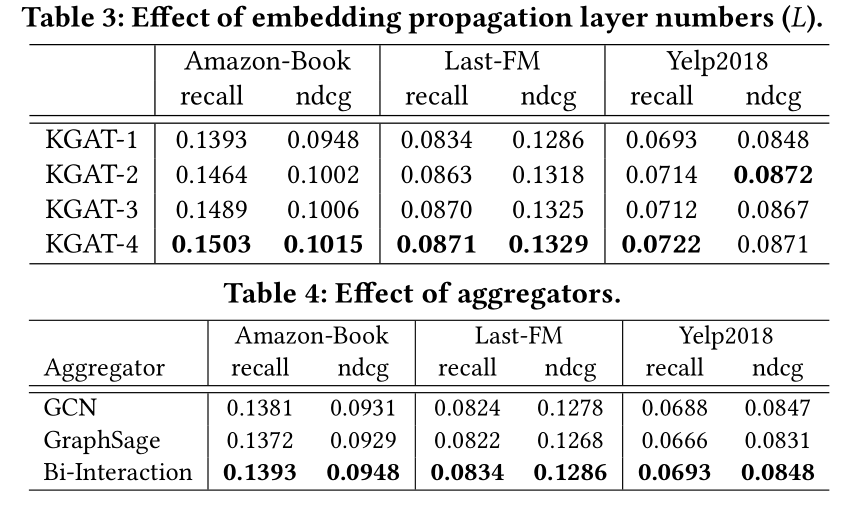 Table 3: Effect of embedding propagation layer numbers (L).
Amazon-Book Last-FM Yelp2018
recall ndcg recall ndcg recall ndcg
KGAT-1 0.1393 0.0948 0.0834 0.1286 0.0693 0.0848
KGAT-2 0.1464 0.1002 0.0863 0.1318 0.0714 0.0872
KGAT-3 0.1489 0.1006 0.0870 0.1325 0.0712 0.0867
KGAT-4 0.1503 0.1015 0.0871 0.1329 0.0722 0.0871
Table 4: Effect of aggregators.
Amazon-Book Last-FM Yelp2018
Aggregator recall ndcg recall ndcg recall ndcg
GCN 0.1381 0.0931 0.0824 0.1278 0.0688 0.0847
GraphSage 0.1372 0.0929 0.0822 0.1268 0.0666 0.0831
Bi-Interaction 0.1393 0.0948 0.0834 0.1286 0.0693 0.0848